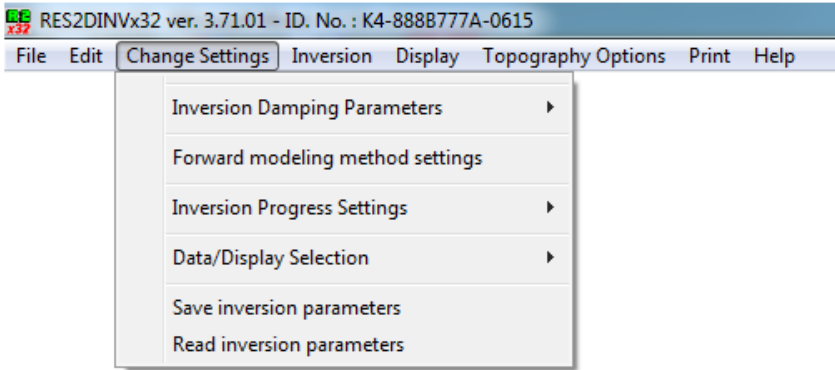 RE
x32
RES2DINVx32 ver. 3.71.01 - ID. No. : K4-888B777A-0615
File Edit Change Settings Inversion Display Topography Options Print Help
Inversion Damping Parameters
Forward modeling method settings
Inversion Progress Settings
Data/Display Selection
Save inversion parameters
Read inversion parameters